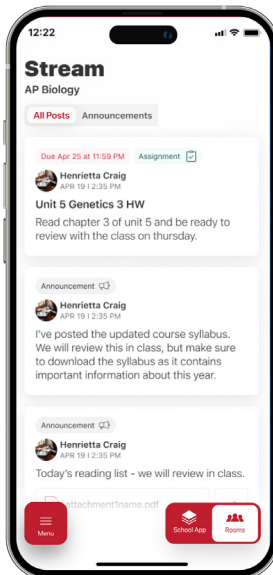 12:22
Stream
AP Biology
All Posts Announcements
Due Apr 25 at 11:59 PM Assignment
Henrietta Craig
APR 19 | 2:35 PM
Unit 5 Genetics 3 HW
Read chapter 3 of unit 5 and be ready to
review with the class on thursday.
Announcement
Henrietta Craig
APR 19 | 2:35 PM
I've posted the updated course syllabus.
We will review this in class, but make sure
to download the syllabus as it contains
important information about this year.
Announcement
Henrietta Craig
APR 19 | 2:35 PM
Today's reading list - we will review in class.
attachment1name.pdf
Menu
School App
Rooms